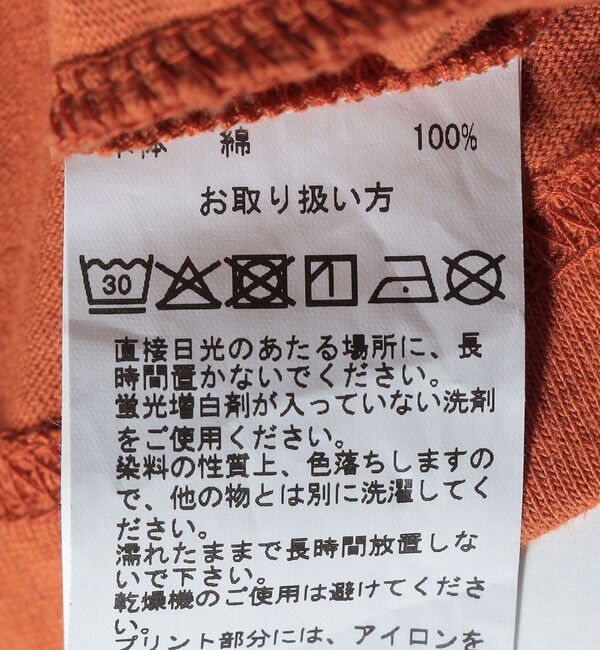 本体 綿 100%
お取り扱い方
30
直接日光のあたる場所に、長
時間置かないでください。
蛍光増白剤が入っていない洗剤
をご使用ください。
染料の性質上、色落ちしますの
で、他の物とは別に洗濯してく
ださい。
濡れたままで長時間放置しな
いで下さい。
乾燥機のご使用は避けてくださ
い。
プリント部分には、アイロンを